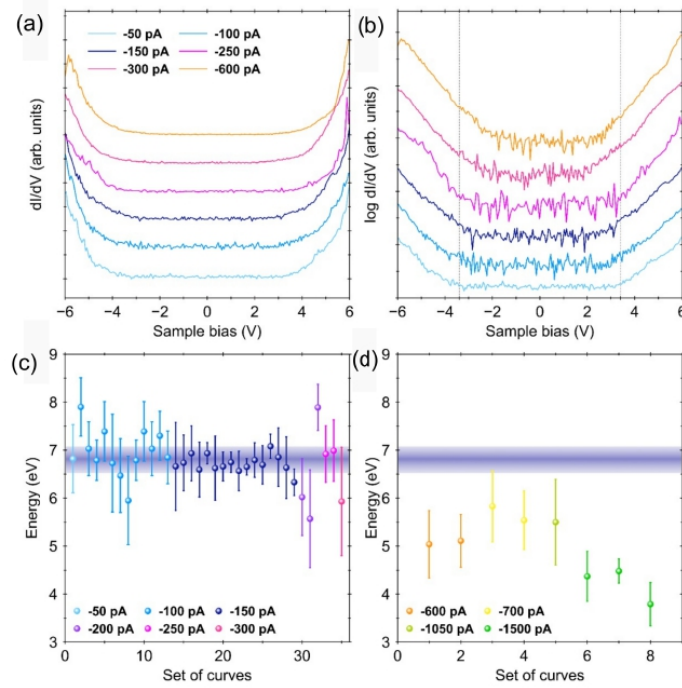 (a)
-50 pA
-100 pA
-150 pA
-250 pA
-300 pA
-600 pA
dI/dV (arb. units)
−6 −4 −2 0 2 4 6
Sample bias (V)
(b)
log dI/dV (arb. units)
−6 −4 −2 0 2 4 6
Sample bias (V)
(c)
9
8
7
6
5
4
3
Energy (eV)
-50 pA
-100 pA
-150 pA
-200 pA
-250 pA
-300 pA
0 10 20 30
Set of curves
(d)
9
8
7
6
5
4
3
Energy (eV)
-600 pA
-700 pA
-1050 pA
-1500 pA
0 2 4 6 8
Set of curves